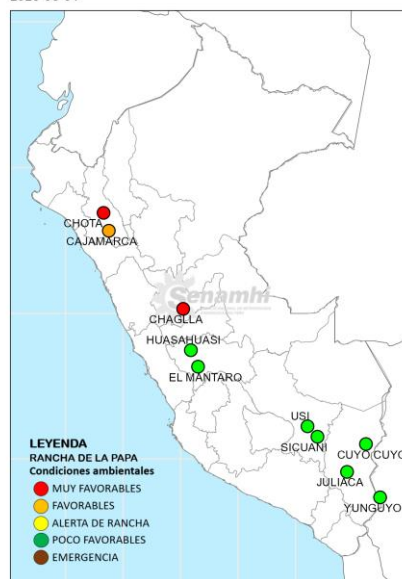 CHOTA
CAJAMARCA
Senamhi
CHAGLLA
HUASAHUASI
EL MANTARO
USI
SICUANI
CUYO CUYO
JULIACA
YUNGUYO
LEYENDA
RANCHA DE LA PAPA
Condiciones ambientales
MUY FAVORABLES
FAVORABLES
ALERTA DE RANCHA
POCO FAVORABLES
EMERGENCIA